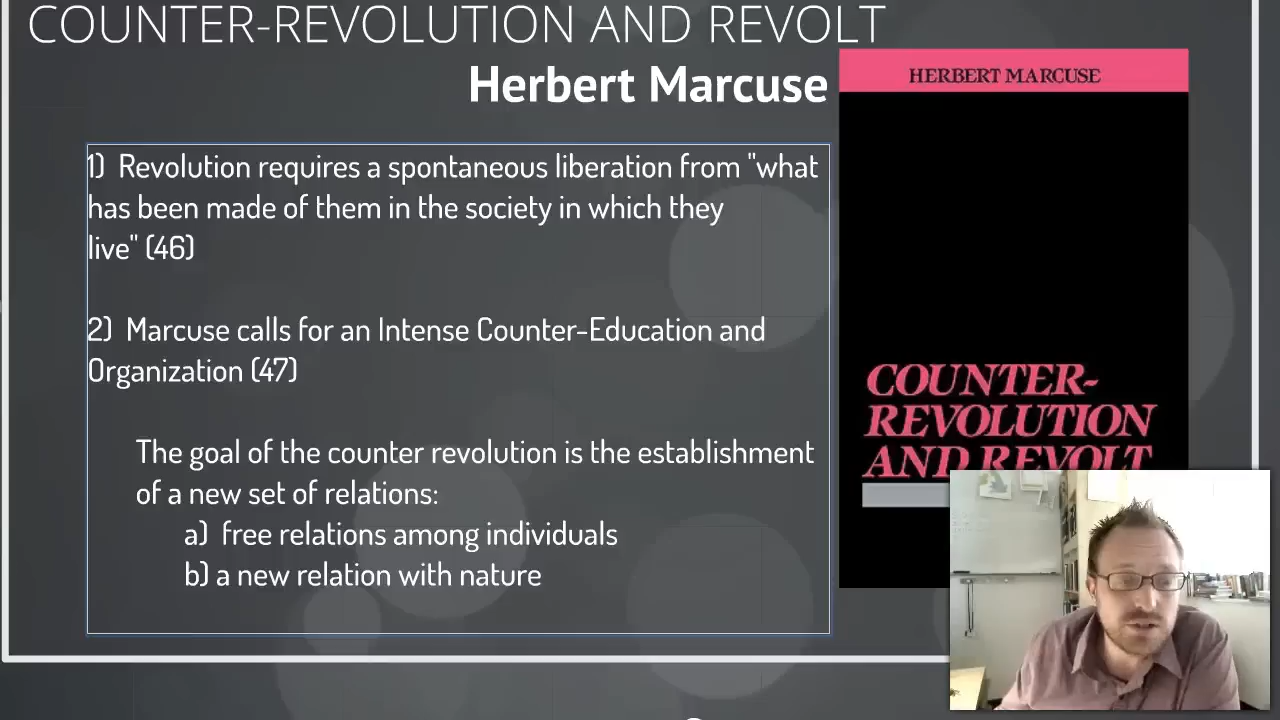 COUNTER-REVOLUTION AND REVOLT
Herbert Marcuse
1) Revolution requires a spontaneous liberation from "what
has been made of them in the society in which they
live" (46)
2) Marcuse calls for an Intense Counter-Education and
Organization (47)
The goal of the counter revolution is the establishment
of a new set of relations:
a) free relations among individuals
b) a new relation with nature
HERBERT MARCUSE
COUNTER-
REVOLUTION
AND REVOLT